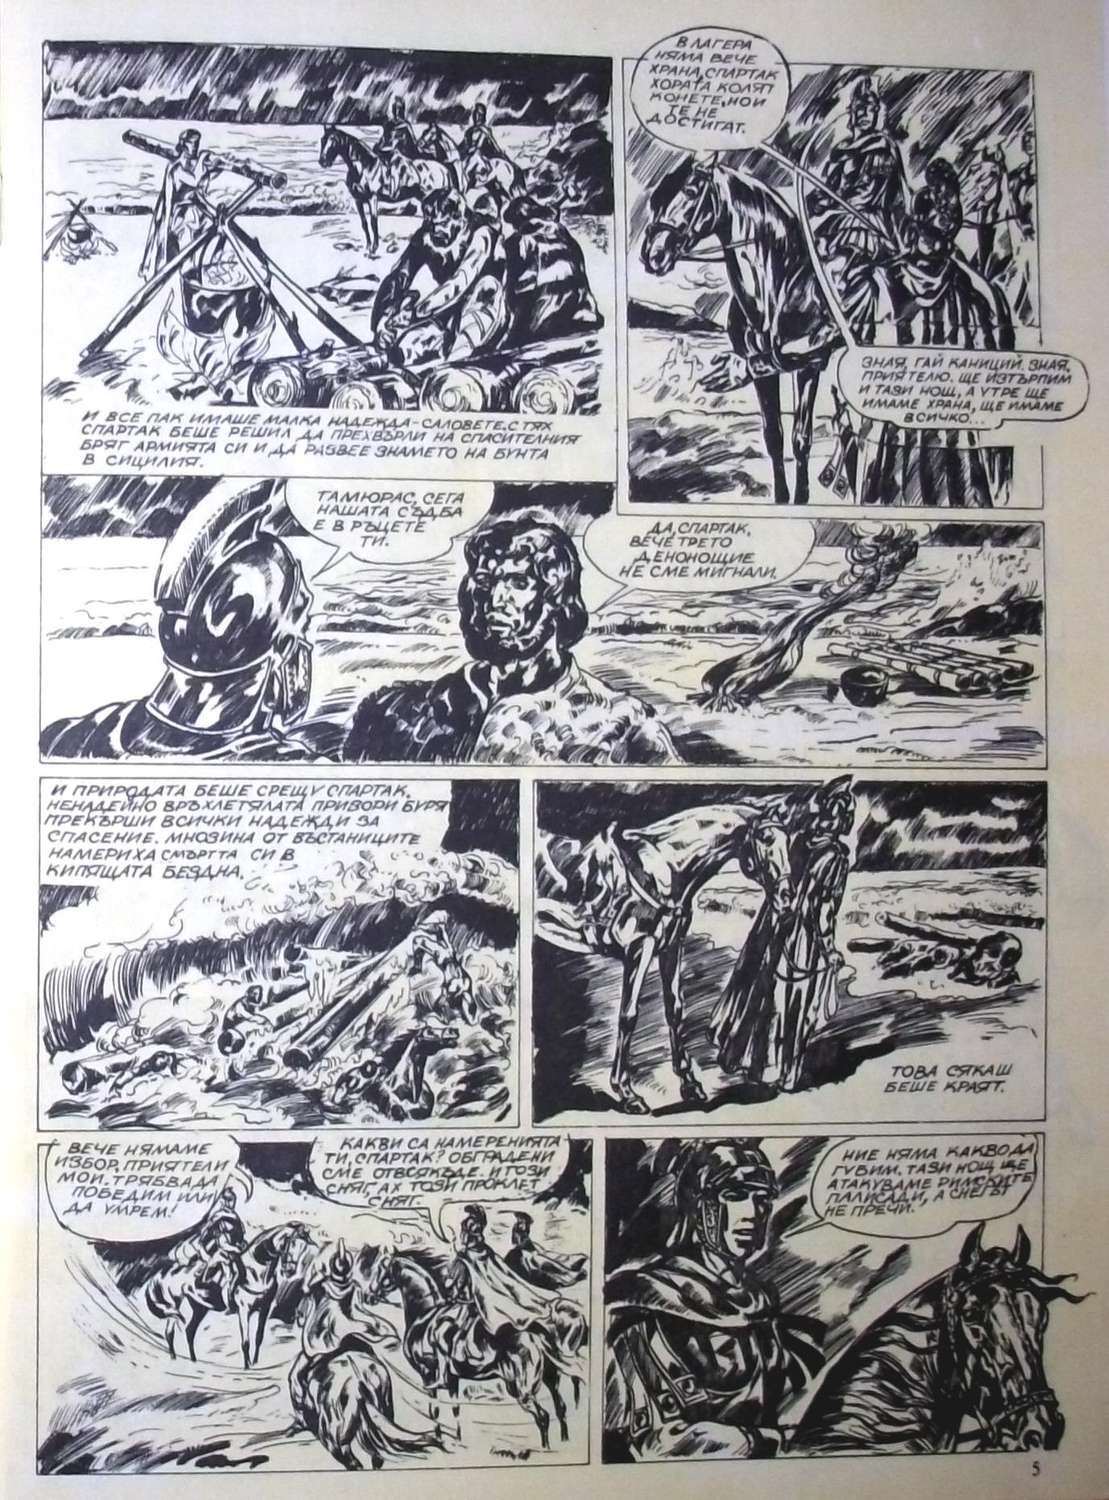 И ВСЕ ПАК ИМАШЕ МАЛКА НАДЕЖДА-САЛОВЕТЕ, С ТЯХ
СПАРТАК БЕШЕ РЕШИЛ ДА ПРЕХВЪРЛИ НА СПАСИТЕЛНИЯ
БРЯГ АРМИЯТА СИ И ДА РАЗВЕЕ ЗНАМЕТО НА БУНТА
В СИЦИЛИЯ.
В ЛАГЕРА
НЯМА ВЕЧЕ
ХРАНА, СПАРТАК
ХОРАТА КОЛЯТ
КОНЕТЕ, НО И
ТЕ НЕ
ДОСТИГАТ.
ЗНАЯ, ГАЙ КАНИЦИЙ. ЗНАЯ,
ПРИЯТЕЛЮ. ЩЕ ИЗТЪРПИМ
И ТАЗИ НОЩ, А УТРЕ ЩЕ
ИМАМЕ ХРАНА, ЩЕ ИМАМЕ
ВСИЧКО...
ТАМЮРАС, СЕГА
НАШАТА СЪДБА
Е В РЪЦЕТЕ
ТИ.
ДА, СПАРТАК,
ВЕЧЕ ТРЕТО
ДЕНОНОЩИЕ
НЕ СМЕ МИГНАЛИ.
И ПРИРОДАТА БЕШЕ СРЕЩУ СПАРТАК.
НЕНАДЕЙНО ВРЪХЛЕТЯЛАТА ПРИЗОРИ БУРЯ
ПРЕКЪРШИ ВСИЧКИ НАДЕЖДИ ЗА
СПАСЕНИЕ. МНОЗИНА ОТ ВЪСТАНИЦИТЕ
НАМЕРИХА СМЪРТТА СИ В
КИПЯЩАТА БЕЗДНА.
ТОВА СЯКАШ
БЕШЕ КРАЯТ.
ВЕЧЕ НЯМАМЕ
ИЗБОР, ПРИЯТЕЛИ
МОИ. ТРЯБВА ДА
ПОБЕДИМ ИЛИ
ДА УМРЕМ!
КАКВИ СА НАМЕРЕНИЯТА
ТИ, СПАРТАК? ОБГРАДЕНИ
СМЕ ОТВСЯКЪДЕ. И ТОЗИ
СНЯГ, АХ ТОЗИ ПРОКЛЕТ
СНЯГ.
НИЕ НЯМА КАКВО ДА
ГУБИМ. ТАЗИ НОЩ ЩЕ
АТАКУВАМЕ РИМСКИТЕ
ПАЛИСАДИ, А СНЕГЪТ
НЕ ПРЕЧИ.
5